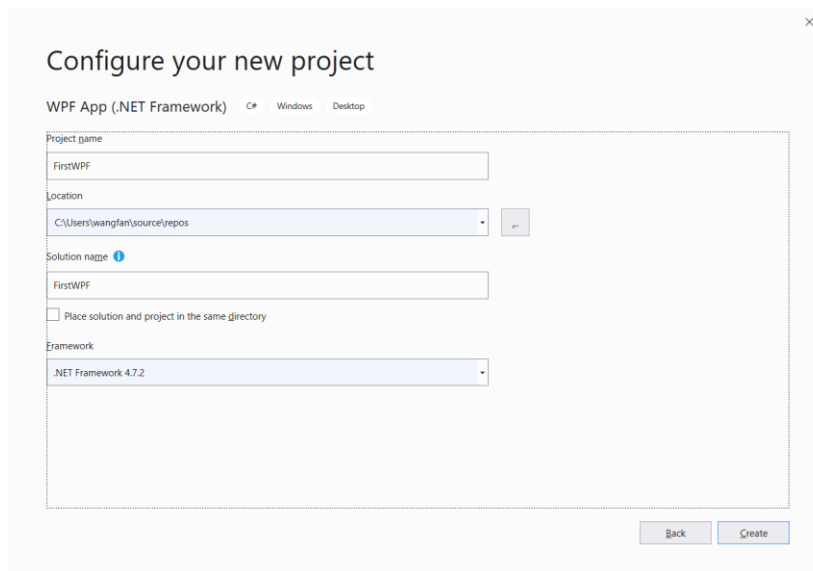 Configure your new project
WPF App (.NET Framework) C# Windows Desktop
Project name
FirstWPF
Location
C:\Users\wangfan\source\repos
Solution name
FirstWPF
Place solution and project in the same directory
Framework
.NET Framework 4.7.2
Back Create